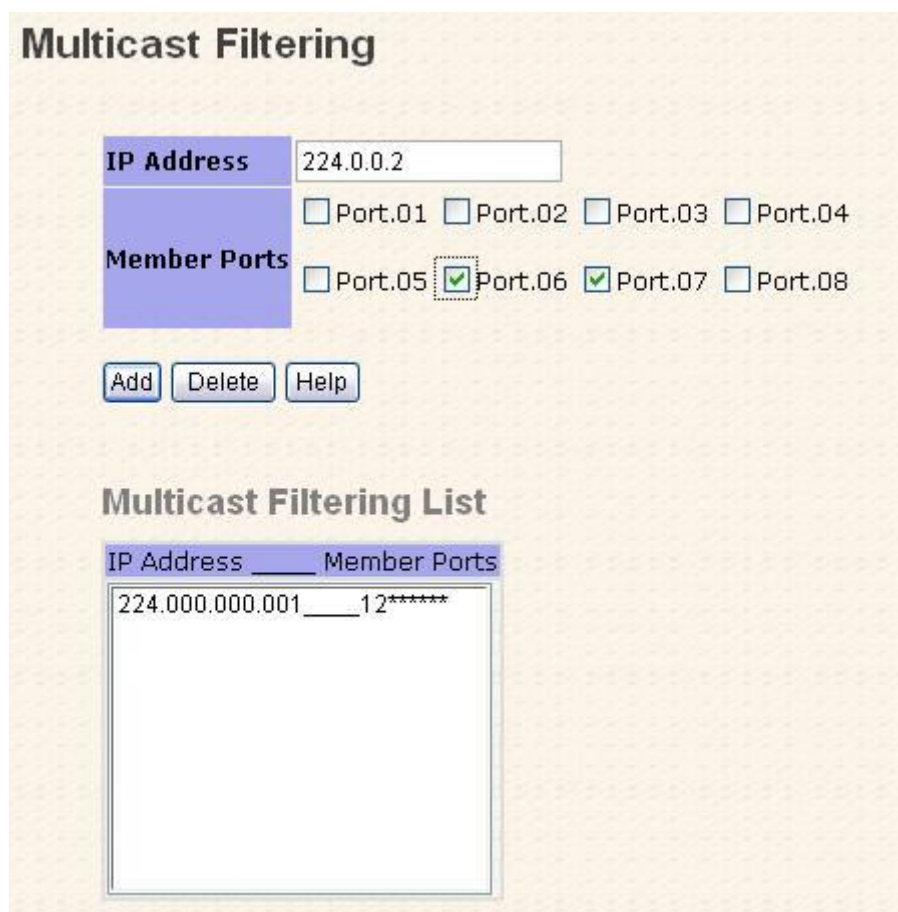 Multicast Filtering
IP Address 224.0.0.2
Member Ports
Port.01 Port.02 Port.03 Port.04
Port.05 Port.06 Port.07 Port.08
Add Delete Help
Multicast Filtering List
IP Address _____ Member Ports
224.000.000.001_____12******